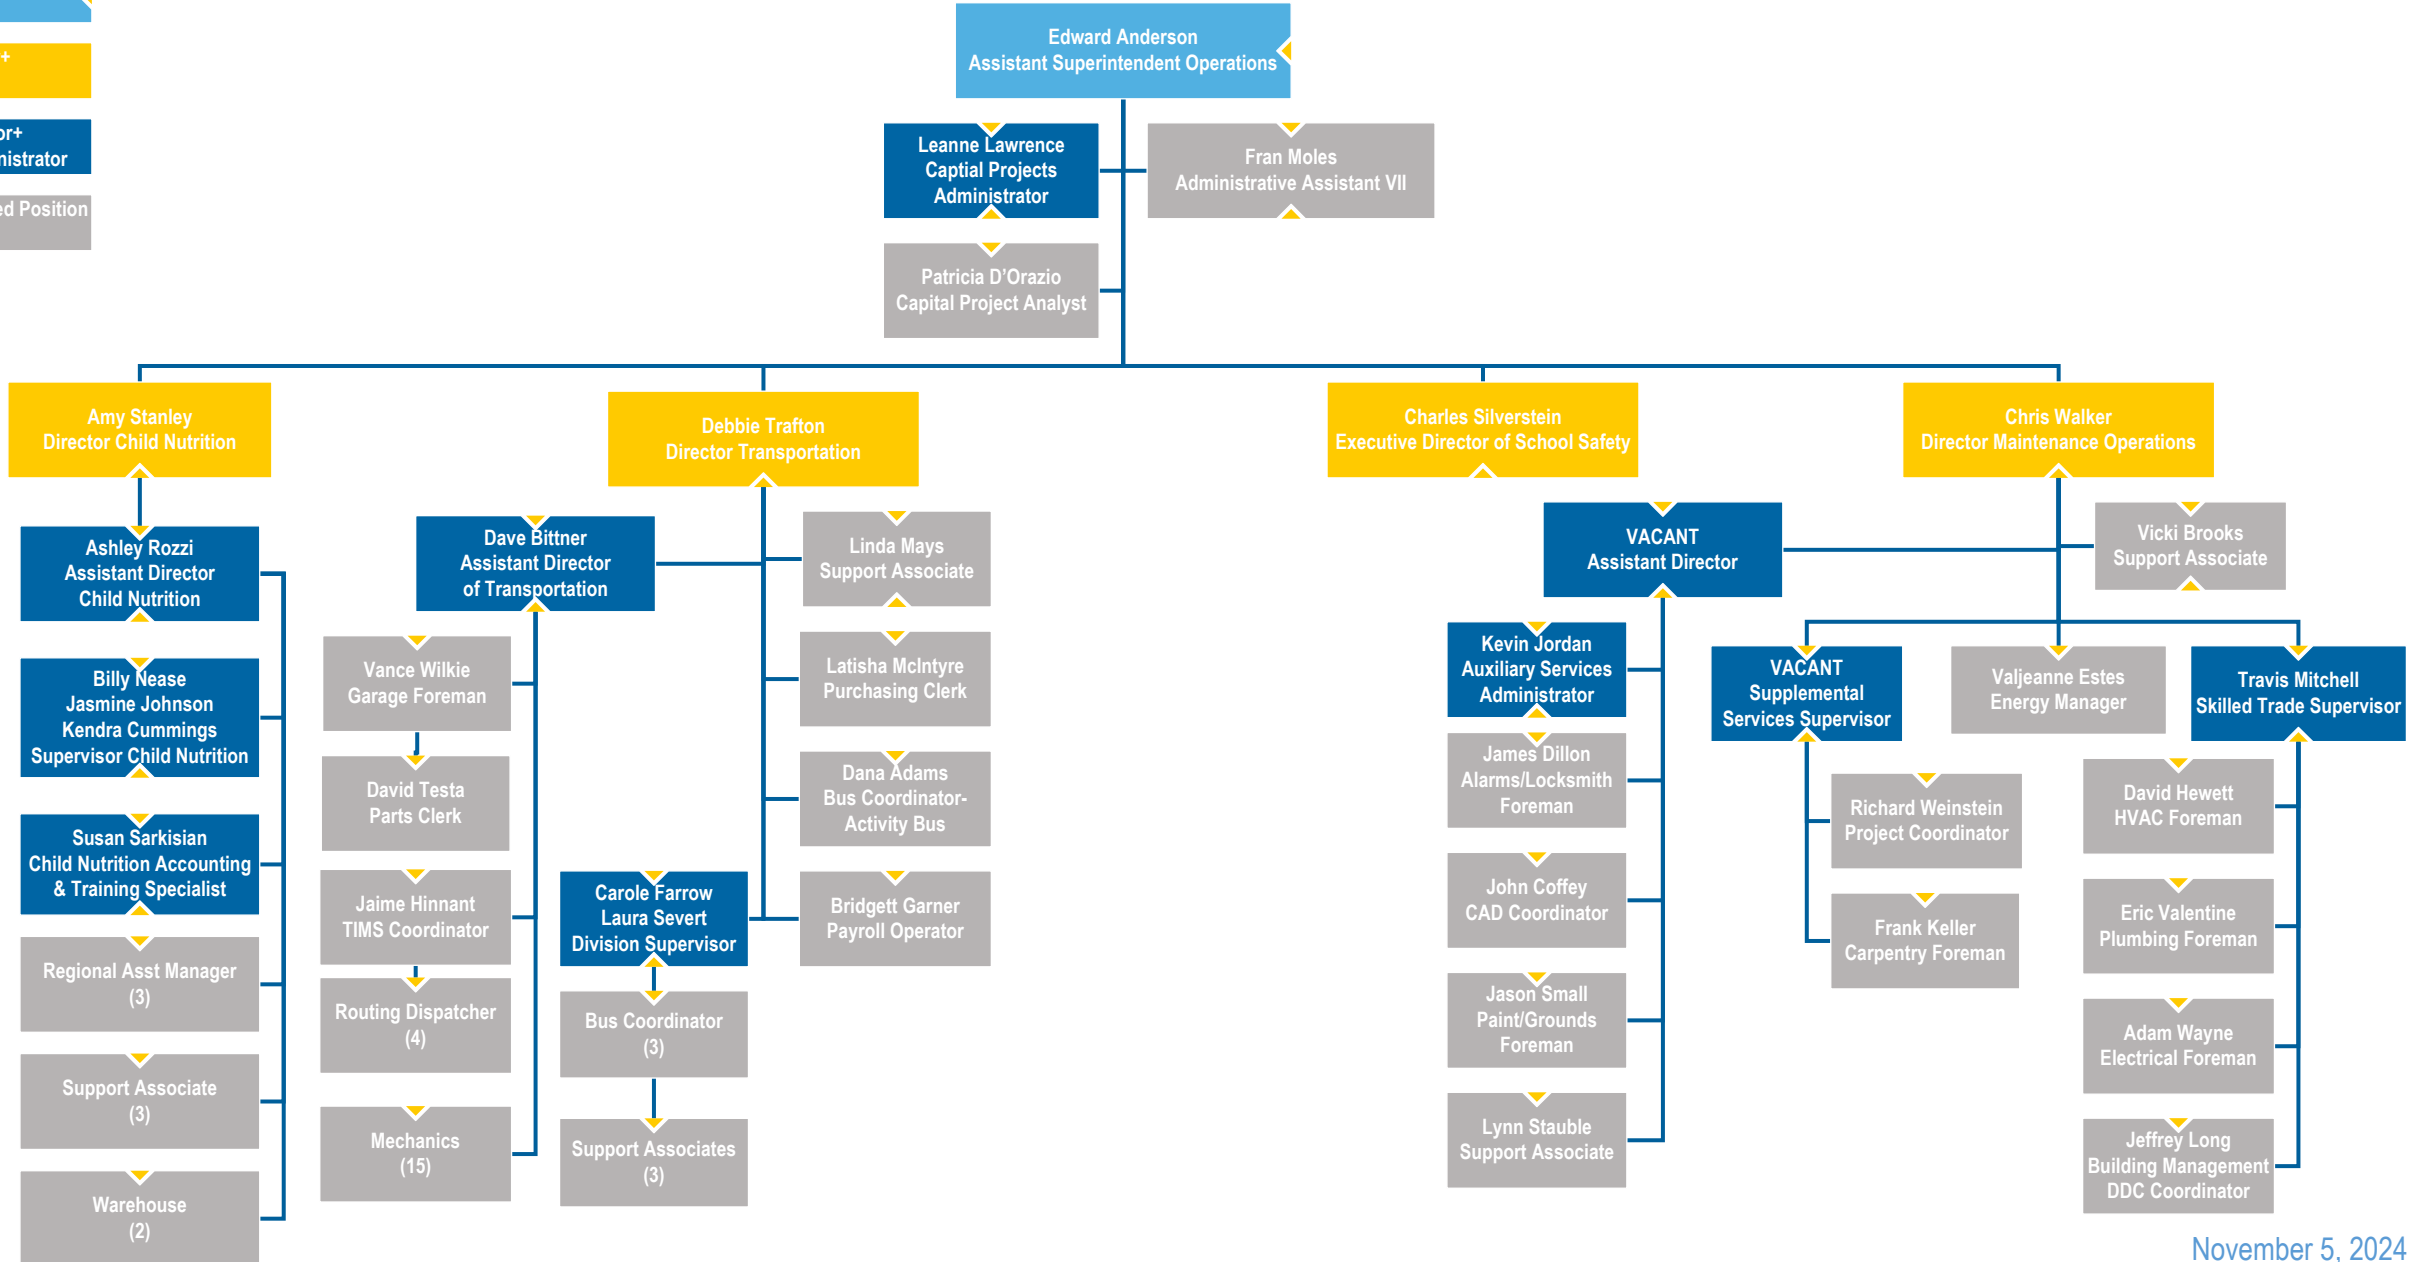 +
or+
nistrator
ed Position
Edward Anderson
Assistant Superintendent Operations
Leanne Lawrence
Captial Projects
Administrator
Fran Moles
Administrative Assistant VII
Patricia D’Orazio
Capital Project Analyst
Amy Stanley
Director Child Nutrition
Debbie Trafton
Director Transportation
Charles Silverstein
Executive Director of School Safety
Chris Walker
Director Maintenance Operations
Ashley Rozzi
Assistant Director
Child Nutrition
Billy Nease
Jasmine Johnson
Kendra Cummings
Supervisor Child Nutrition
Susan Sarkisian
Child Nutrition Accounting
& Training Specialist
Regional Asst Manager
(3)
Support Associate
(3)
Warehouse
(2)
Dave Bittner
Assistant Director
of Transportation
Vance Wilkie
Garage Foreman
David Testa
Parts Clerk
Jaime Hinnant
TIMS Coordinator
Routing Dispatcher
(4)
Mechanics
(15)
Linda Mays
Support Associate
Latisha McIntyre
Purchasing Clerk
Dana Adams
Bus Coordinator-
Activity Bus
Carole Farrow
Laura Severt
Division Supervisor
Bridgett Garner
Payroll Operator
Bus Coordinator
(3)
Support Associates
(3)
VACANT
Assistant Director
Vicki Brooks
Support Associate
Kevin Jordan
Auxiliary Services
Administrator
James Dillon
Alarms/Locksmith
Foreman
John Coffey
CAD Coordinator
Jason Small
Paint/Grounds
Foreman
Lynn Stauble
Support Associate
VACANT
Supplemental
Services Supervisor
Valjeanne Estes
Energy Manager
Travis Mitchell
Skilled Trade Supervisor
Richard Weinstein
Project Coordinator
Frank Keller
Carpentry Foreman
David Hewett
HVAC Foreman
Eric Valentine
Plumbing Foreman
Adam Wayne
Electrical Foreman
Jeffrey Long
Building Management
DDC Coordinator
November 5, 2024